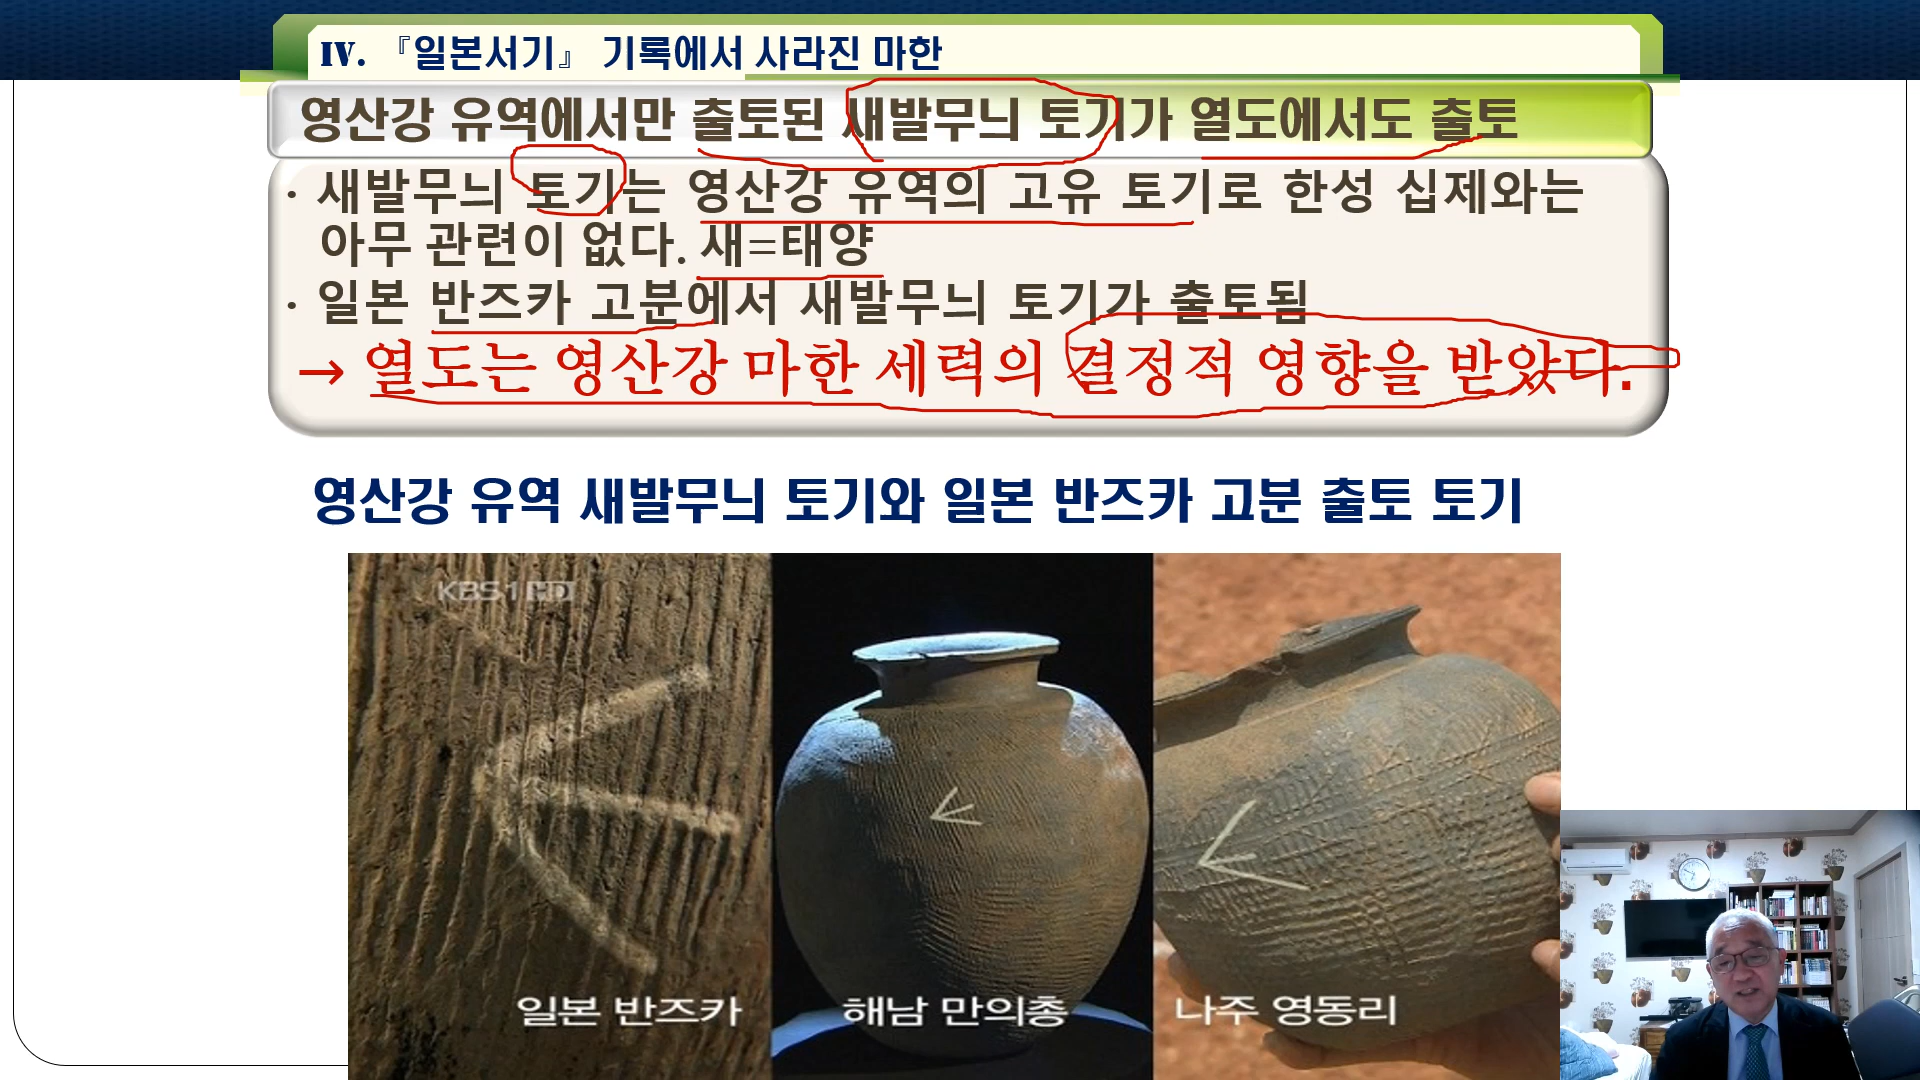 IV. 『일본서기』 기록에서 사라진 마한
영산강 유역에서만 출토된 새발무늬 토기가 열도에서도 출토
· 새발무늬 토기는 영산강 유역의 고유 토기로 한성 십제와는
아무 관련이 없다. 새=태양
· 일본 반즈카 고분에서 새발무늬 토기가 출토됨
→ 열도는 영산강 마한 세력의 결정적 영향을 받았다.
영산강 유역 새발무늬 토기와 일본 반즈카 고분 출토 토기
KBS1 HD
일본 반즈카
해남 만의총
나주 영동리